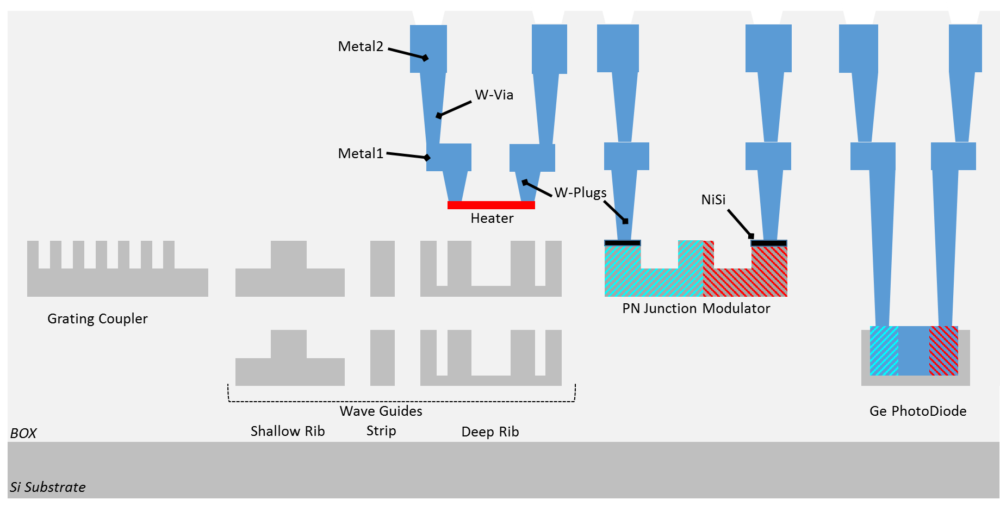 Metal2
W-Via
Metal1
W-Plugs
NiSi
Heater
Grating Coupler
PN Junction Modulator
Wave Guides
Ge PhotoDiode
Shallow Rib
Strip
Deep Rib
BOX
Si Substrate